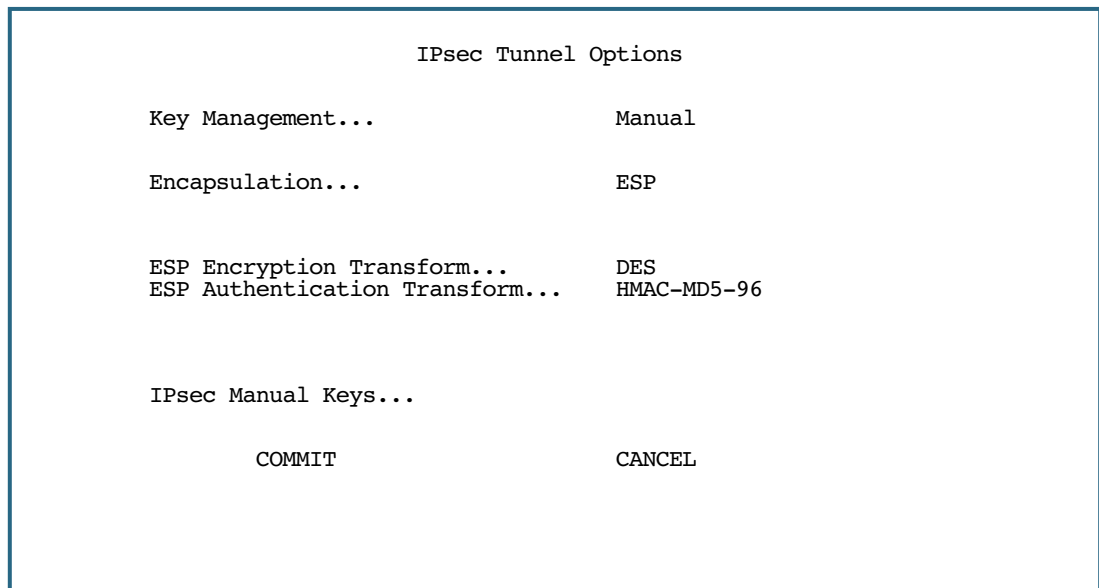 IPsec Tunnel Options
Key Management... Manual
Encapsulation... ESP
ESP Encryption Transform... DES
ESP Authentication Transform... HMAC-MD5-96
IPsec Manual Keys...
COMMIT CANCEL